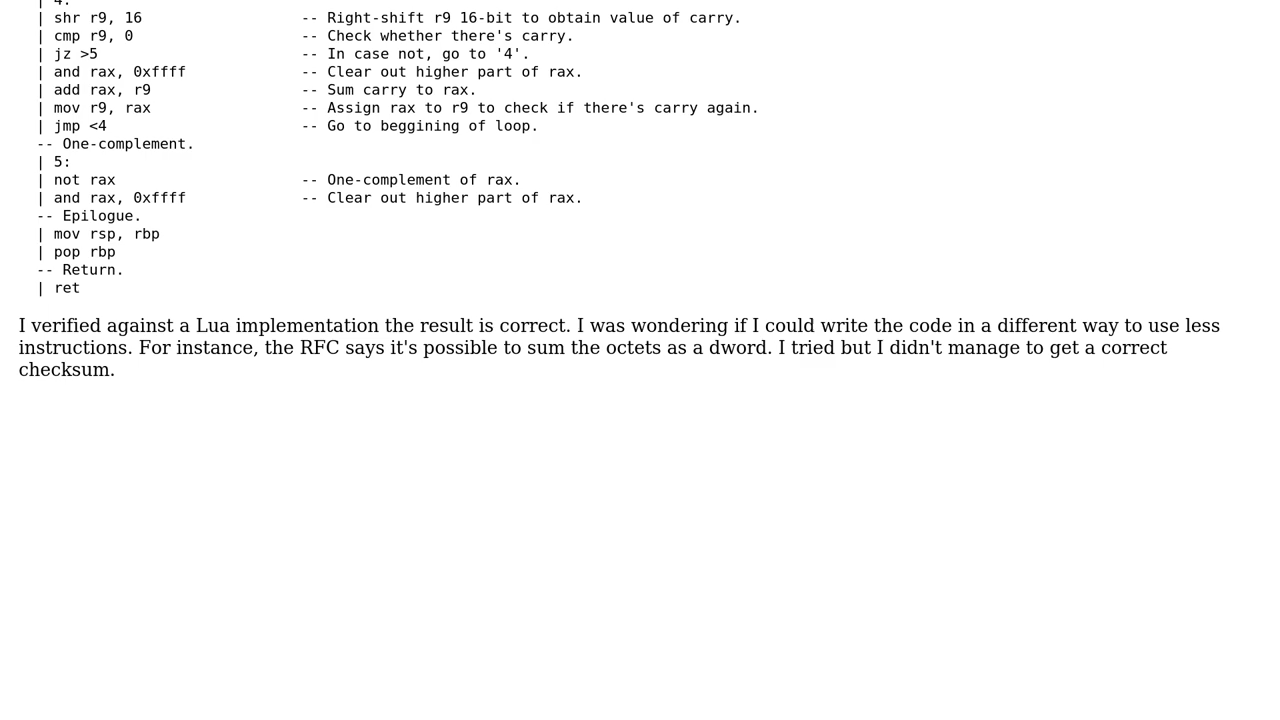 | 4:
| shr r9, 16                  -- Right-shift r9 16-bit to obtain value of carry.
| cmp r9, 0                   -- Check whether there's carry.
| jz >5                       -- In case not, go to '4'.
| and rax, 0xffff             -- Clear out higher part of rax.
| add rax, r9                 -- Sum carry to rax.
| mov r9, rax                 -- Assign rax to r9 to check if there's carry again.
| jmp <4                      -- Go to beggining of loop.
-- One-complement.
| 5:
| not rax                     -- One-complement of rax.
| and rax, 0xffff             -- Clear out higher part of rax.
-- Epilogue.
| mov rsp, rbp
| pop rbp
-- Return.
| ret
I verified against a Lua implementation the result is correct. I was wondering if I could write the code in a different way to use less
instructions. For instance, the RFC says it's possible to sum the octets as a dword. I tried but I didn't manage to get a correct
checksum.